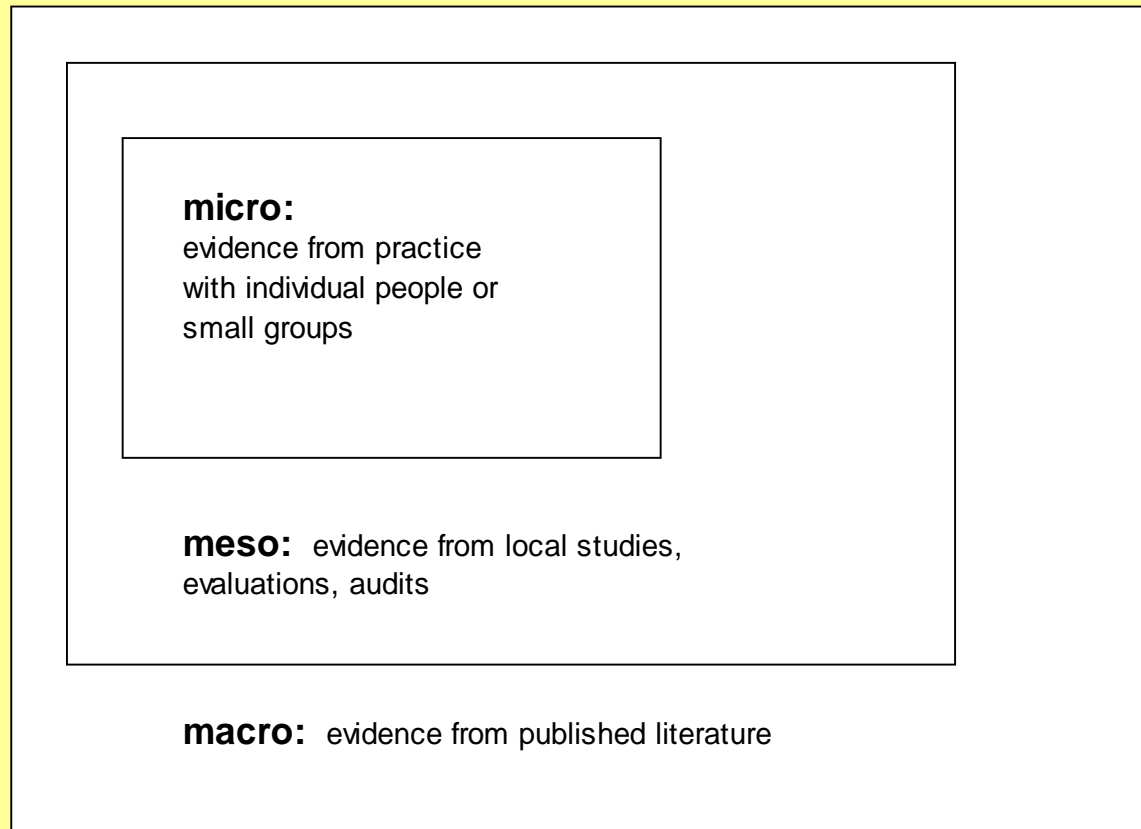 micro:
evidence from practice
with individual people or
small groups
meso: evidence from local studies,
evaluations, audits
macro: evidence from published literature